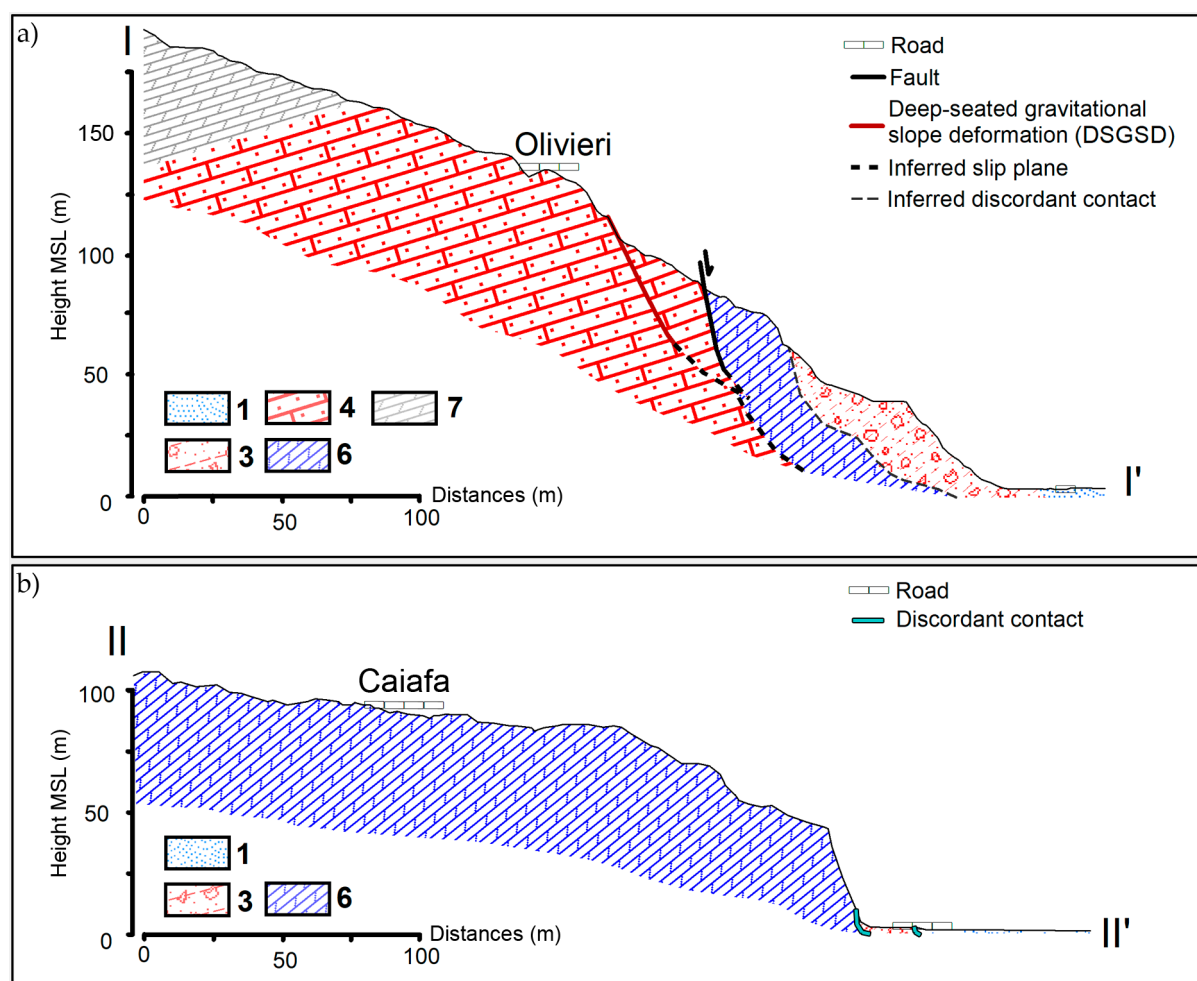 a)
I
Road
Fault
Deep-seated gravitational
slope deformation (DSGSD)
Inferred slip plane
Inferred discordant contact
Olivieri
Height MSL (m)
150
100
50
0
1
4
7
3
6
I'
Distances (m)
0
50
100
b)
II
Road
Discordant contact
Caiafa
Height MSL (m)
100
50
0
1
3
6
II'
Distances (m)
0
50
100